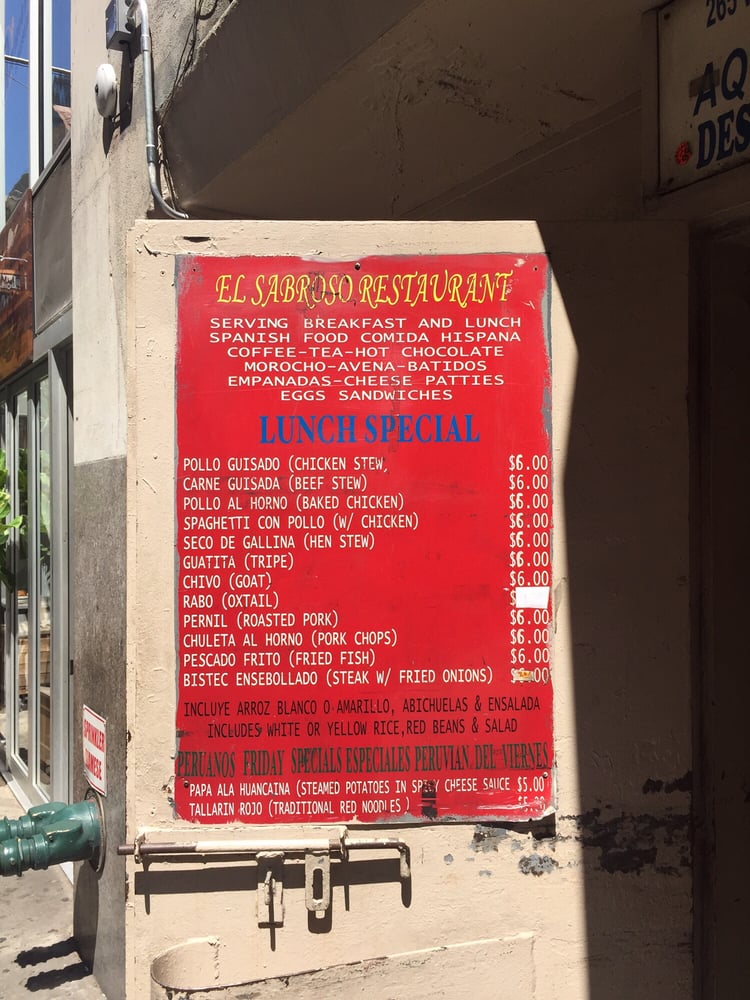 265
AQ
DES
EL SABROSO RESTAURANT
SERVING BREAKFAST AND LUNCH
SPANISH FOOD COMIDA HISPANA
COFFEE-TEA-HOT CHOCOLATE
MOROCHO-AVENA-BATIDOS
EMPANADAS-CHEESE PATTIES
EGGS SANDWICHES
LUNCH SPECIAL
POLLO GUISADO (CHICKEN STEW, $6.00
CARNE GUISADA (BEEF STEW) $6.00
POLLO AL HORNO (BAKED CHICKEN) $6.00
SPAGHETTI CON POLLO (W/ CHICKEN) $6.00
SECO DE GALLINA (HEN STEW) $6.00
GUATITA (TRIPE) $6.00
CHIVO (GOAT) $6.00
RABO (OXTAIL) $
PERNIL (ROASTED PORK) $6.00
CHULETA AL HORNO (PORK CHOPS) $6.00
PESCADO FRITO (FRIED FISH) $6.00
BISTEC ENSEBOLLADO (STEAK W/ FRIED ONIONS)
INCLUYE ARROZ BLANCO O AMARILLO, ABICHUELAS & ENSALADA
INCLUDES WHITE OR YELLOW RICE,RED BEANS & SALAD
PERUANOS FRIDAY SPECIALS ESPECIALES PERUVIAN DEL VIERNES
PAPA ALA HUANCAINA (STEAMED POTATOES IN SPICY CHEESE SAUCE $5.00
TALLARIN ROJO (TRADITIONAL RED NOODLES )
SPRINKLER
SIAMESE